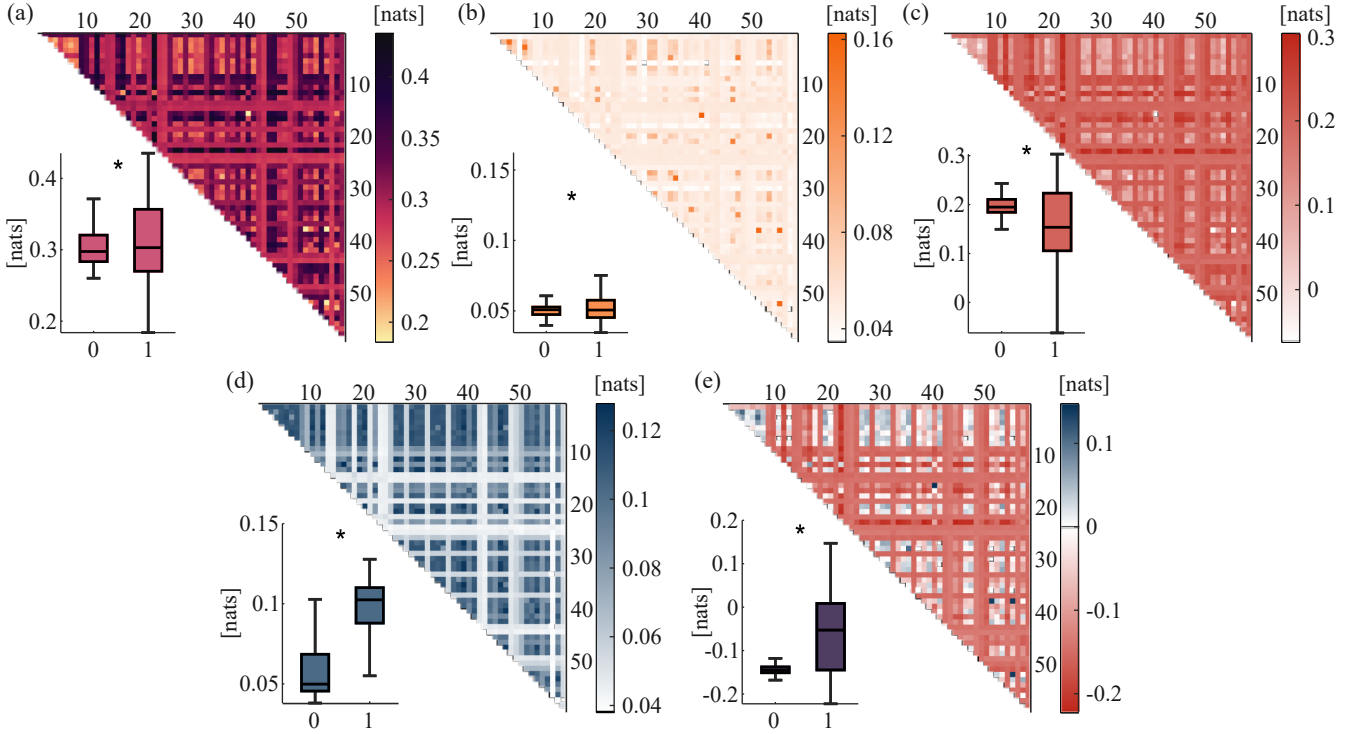 (a) 10 20 30 40 50 [nats]
10 20 30 40 50
0.4 0.35 0.3 0.25 0.2
[nats] 0.4 0.3 0.2
*
0 1
(b) 10 20 30 40 50 [nats]
10 20 30 40 50
0.16 0.12 0.08 0.04
[nats] 0.15 0.1 0.05
*
0 1
(c) 10 20 30 40 50 [nats]
10 20 30 40 50
0.3 0.2 0.1 0
[nats] 0.3 0.2 0.1 0
*
0 1
(d) 10 20 30 40 50 [nats]
10 20 30 40 50
0.12 0.1 0.08 0.06 0.04
[nats] 0.15 0.1 0.05
*
0 1
(e) 10 20 30 40 50 [nats]
10 20 30 40 50
0.1 0 -0.1 -0.2
[nats] 0.2 0.1 0 -0.1 -0.2
*
0 1